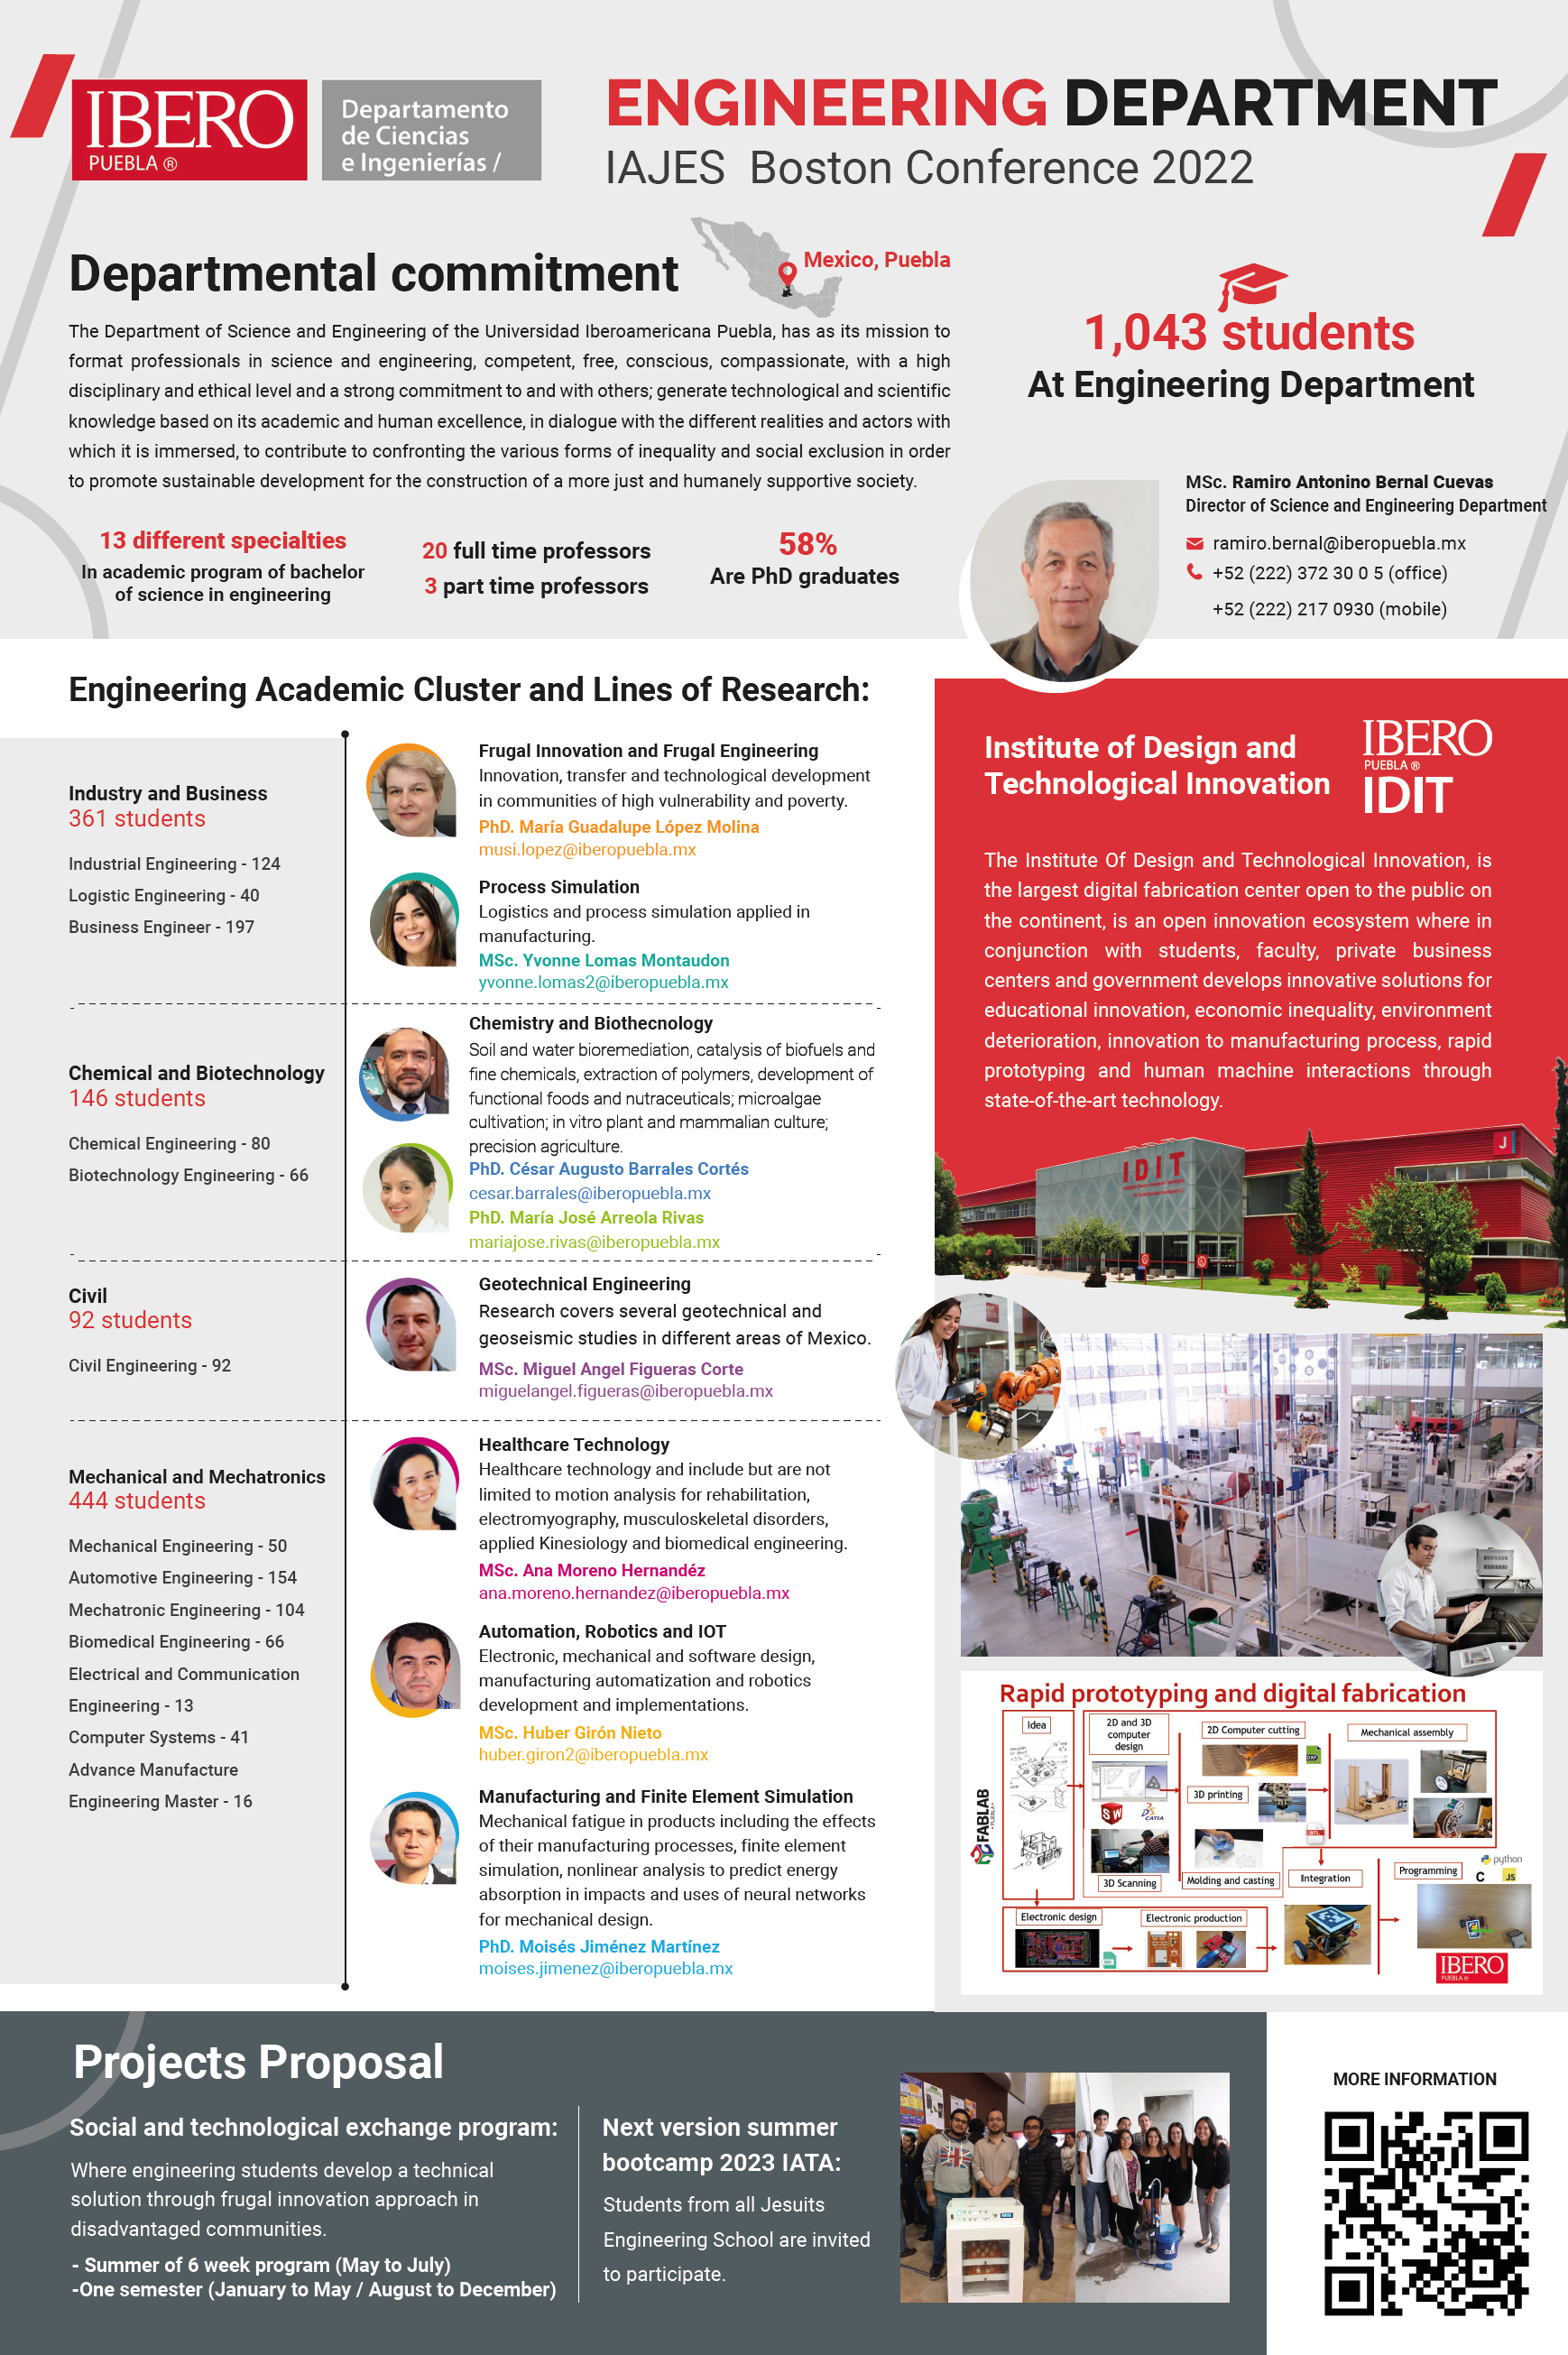 IBERO
PUEBLA ®
Departamento
de Ciencias
e Ingenierías /
ENGINEERING DEPARTMENT
IAJES Boston Conference 2022
Departmental commitment
Mexico, Puebla
The Department of Science and Engineering of the Universidad Iberoamericana Puebla, has as its mission to
format professionals in science and engineering, competent, free, conscious, compassionate, with a high
disciplinary and ethical level and a strong commitment to and with others; generate technological and scientific
knowledge based on its academic and human excellence, in dialogue with the different realities and actors with
which it is immersed, to contribute to confronting the various forms of inequality and social exclusion in order
to promote sustainable development for the construction of a more just and humanely supportive society.
13 different specialties
In academic program of bachelor
of science in engineering
20 full time professors
3 part time professors
58%
Are PhD graduates
1,043 students
At Engineering Department
MSc. Ramiro Antonino Bernal Cuevas
Director of Science and Engineering Department
ramiro.bernal@iberopuebla.mx
+52 (222) 372 30 0 5 (office)
+52 (222) 217 0930 (mobile)
Engineering Academic Cluster and Lines of Research:
Industry and Business
361 students
Industrial Engineering - 124
Logistic Engineering - 40
Business Engineer - 197
Frugal Innovation and Frugal Engineering
Innovation, transfer and technological development
in communities of high vulnerability and poverty.
PhD. María Guadalupe López Molina
musi.lopez@iberopuebla.mx
Process Simulation
Logistics and process simulation applied in
manufacturing.
MSc. Yvonne Lomas Montaudon
yvonne.lomas2@iberopuebla.mx
Chemical and Biotechnology
146 students
Chemical Engineering - 80
Biotechnology Engineering - 66
Chemistry and Biothecnology
Soil and water bioremediation, catalysis of biofuels and
fine chemicals, extraction of polymers, development of
functional foods and nutraceuticals; microalgae
cultivation; in vitro plant and mammalian culture;
precision agriculture.
PhD. César Augusto Barrales Cortés
cesar.barrales@iberopuebla.mx
PhD. María José Arreola Rivas
mariajose.rivas@iberopuebla.mx
Civil
92 students
Civil Engineering - 92
Geotechnical Engineering
Research covers several geotechnical and
geoseismic studies in different areas of Mexico.
MSc. Miguel Angel Figueras Corte
miguelangel.figueras@iberopuebla.mx
Mechanical and Mechatronics
444 students
Mechanical Engineering - 50
Automotive Engineering - 154
Mechatronic Engineering - 104
Biomedical Engineering - 66
Electrical and Communication
Engineering - 13
Computer Systems - 41
Advance Manufacture
Engineering Master - 16
Healthcare Technology
Healthcare technology and include but are not
limited to motion analysis for rehabilitation,
electromyography, musculoskeletal disorders,
applied Kinesiology and biomedical engineering.
MSc. Ana Moreno Hernandéz
ana.moreno.hernandez@iberopuebla.mx
Automation, Robotics and IOT
Electronic, mechanical and software design,
manufacturing automatization and robotics
development and implementations.
MSc. Huber Girón Nieto
huber.giron2@iberopuebla.mx
Manufacturing and Finite Element Simulation
Mechanical fatigue in products including the effects
of their manufacturing processes, finite element
simulation, nonlinear analysis to predict energy
absorption in impacts and uses of neural networks
for mechanical design.
PhD. Moisés Jiménez Martínez
moises.jimenez@iberopuebla.mx
Institute of Design and
Technological Innovation
IBERO
PUEBLA ®
IDIT
The Institute Of Design and Technological Innovation, is
the largest digital fabrication center open to the public on
the continent, is an open innovation ecosystem where in
conjunction with students, faculty, private business
centers and government develops innovative solutions for
educational innovation, economic inequality, environment
deterioration, innovation to manufacturing process, rapid
prototyping and human machine interactions through
state-of-the-art technology.
IDIT
J
Rapid prototyping and digital fabrication
FABLAB
PUEBLA
Idea
2D and 3D
computer
design
SW
CATIA
3D Scanning
2D Computer cutting
DXF
3D printing
STL
Molding and casting
Mechanical assembly
Integration
Programming
python
C
JS
Electronic design
Electronic production
IBERO
PUEBLA ®
Projects Proposal
Social and technological exchange program:
Where engineering students develop a technical
solution through frugal innovation approach in
disadvantaged communities.
- Summer of 6 week program (May to July)
-One semester (January to May / August to December)
Next version summer
bootcamp 2023 IATA:
Students from all Jesuits
Engineering School are invited
to participate.
MORE INFORMATION